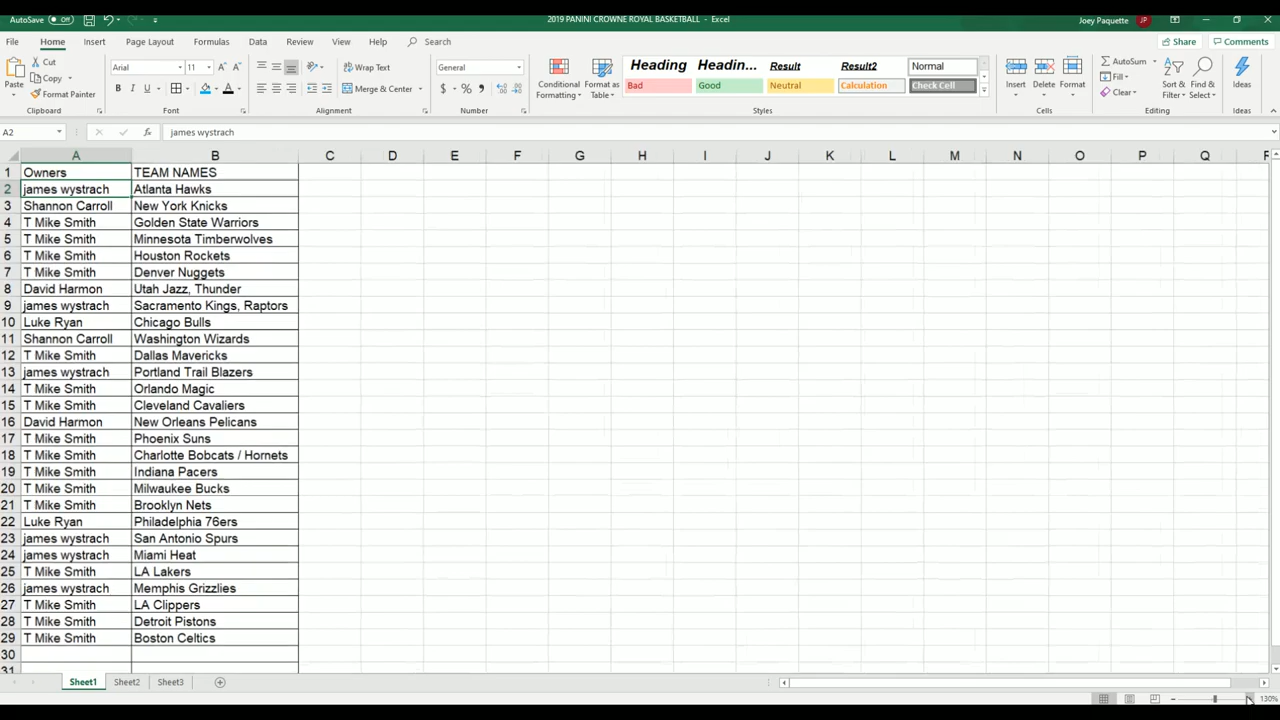 AutoSave Off 2019 PANINI CROWNE ROYAL BASKETBALL - Excel Joey Paquette JP
File Home Insert Page Layout Formulas Data Review View Help Search Share Comments
Paste Cut Copy Format Painter Clipboard
Arial 11 A A B I U A Font
Wrap Text Merge & Center Alignment
General $ % , Number
Conditional Formatting Format as Table
Heading Headin... Result Result2 Normal
Bad Good Neutral Calculation Check Cell
Styles
Insert Delete Format Cells
AutoSum Fill Clear Sort & Filter Find & Select Editing
Ideas Ideas
A2 fx james wystrach
A B C D E F G H I J K L M N O P Q R
1 Owners TEAM NAMES
2 james wystrach Atlanta Hawks
3 Shannon Carroll New York Knicks
4 T Mike Smith Golden State Warriors
5 T Mike Smith Minnesota Timberwolves
6 T Mike Smith Houston Rockets
7 T Mike Smith Denver Nuggets
8 David Harmon Utah Jazz, Thunder
9 james wystrach Sacramento Kings, Raptors
10 Luke Ryan Chicago Bulls
11 Shannon Carroll Washington Wizards
12 T Mike Smith Dallas Mavericks
13 james wystrach Portland Trail Blazers
14 T Mike Smith Orlando Magic
15 T Mike Smith Cleveland Cavaliers
16 David Harmon New Orleans Pelicans
17 T Mike Smith Phoenix Suns
18 T Mike Smith Charlotte Bobcats / Hornets
19 T Mike Smith Indiana Pacers
20 T Mike Smith Milwaukee Bucks
21 T Mike Smith Brooklyn Nets
22 Luke Ryan Philadelphia 76ers
23 james wystrach San Antonio Spurs
24 james wystrach Miami Heat
25 T Mike Smith LA Lakers
26 james wystrach Memphis Grizzlies
27 T Mike Smith LA Clippers
28 T Mike Smith Detroit Pistons
29 T Mike Smith Boston Celtics
30
31
Sheet1 Sheet2 Sheet3
130%